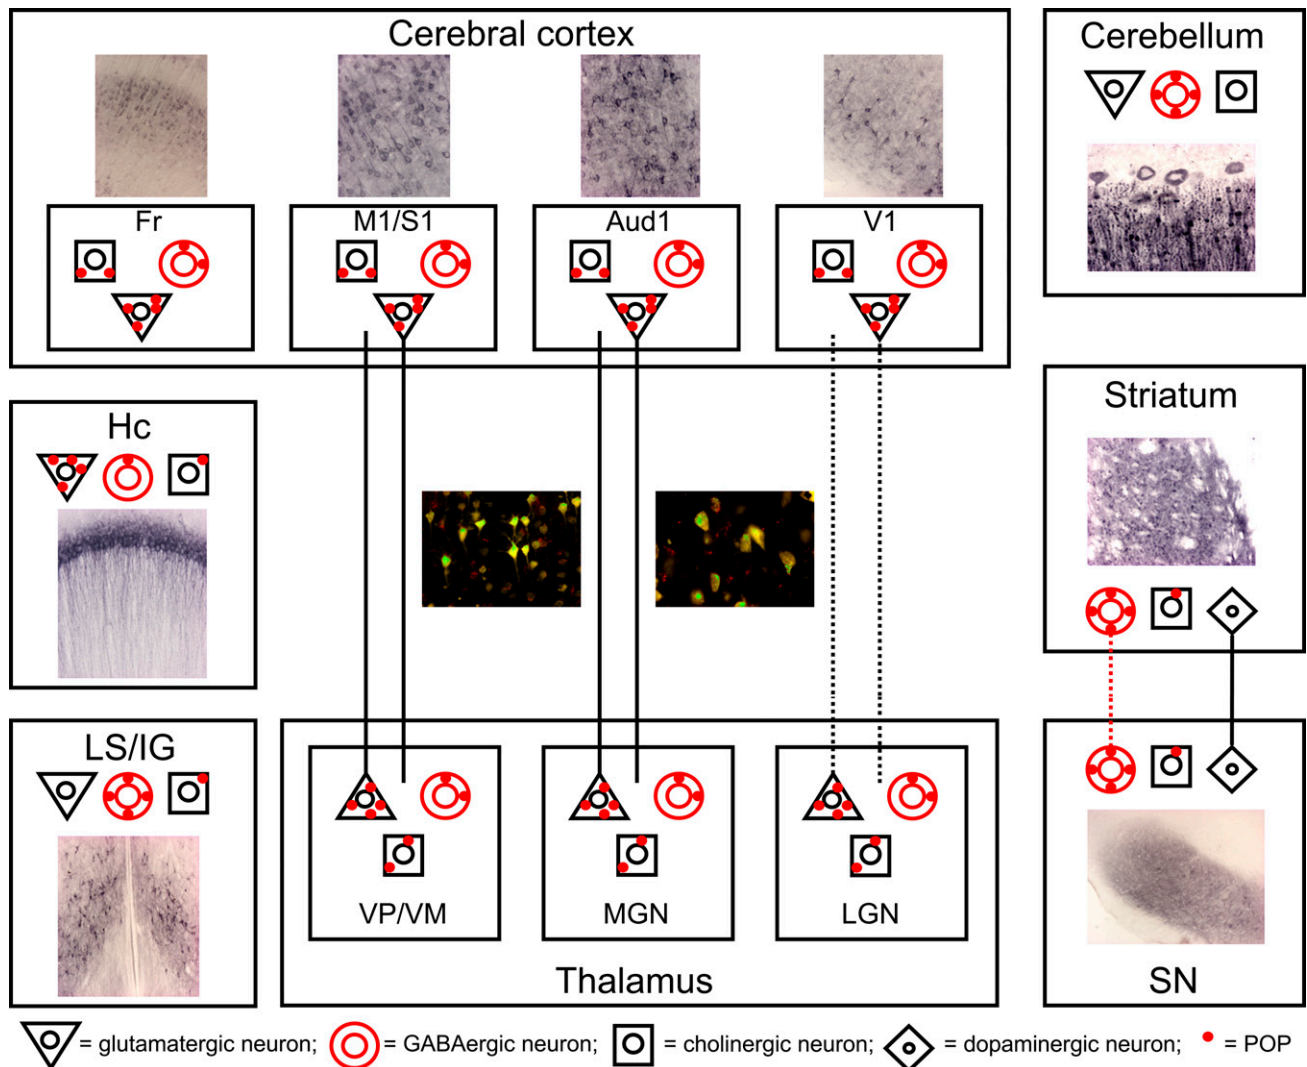 Cerebral cortex
Cerebellum
Fr
M1/S1
Aud1
V1
Striatum
Hc
LS/IG
VP/VM
MGN
LGN
Thalamus
SN
= glutamatergic neuron; = GABAergic neuron; = cholinergic neuron; = dopaminergic neuron; = POP